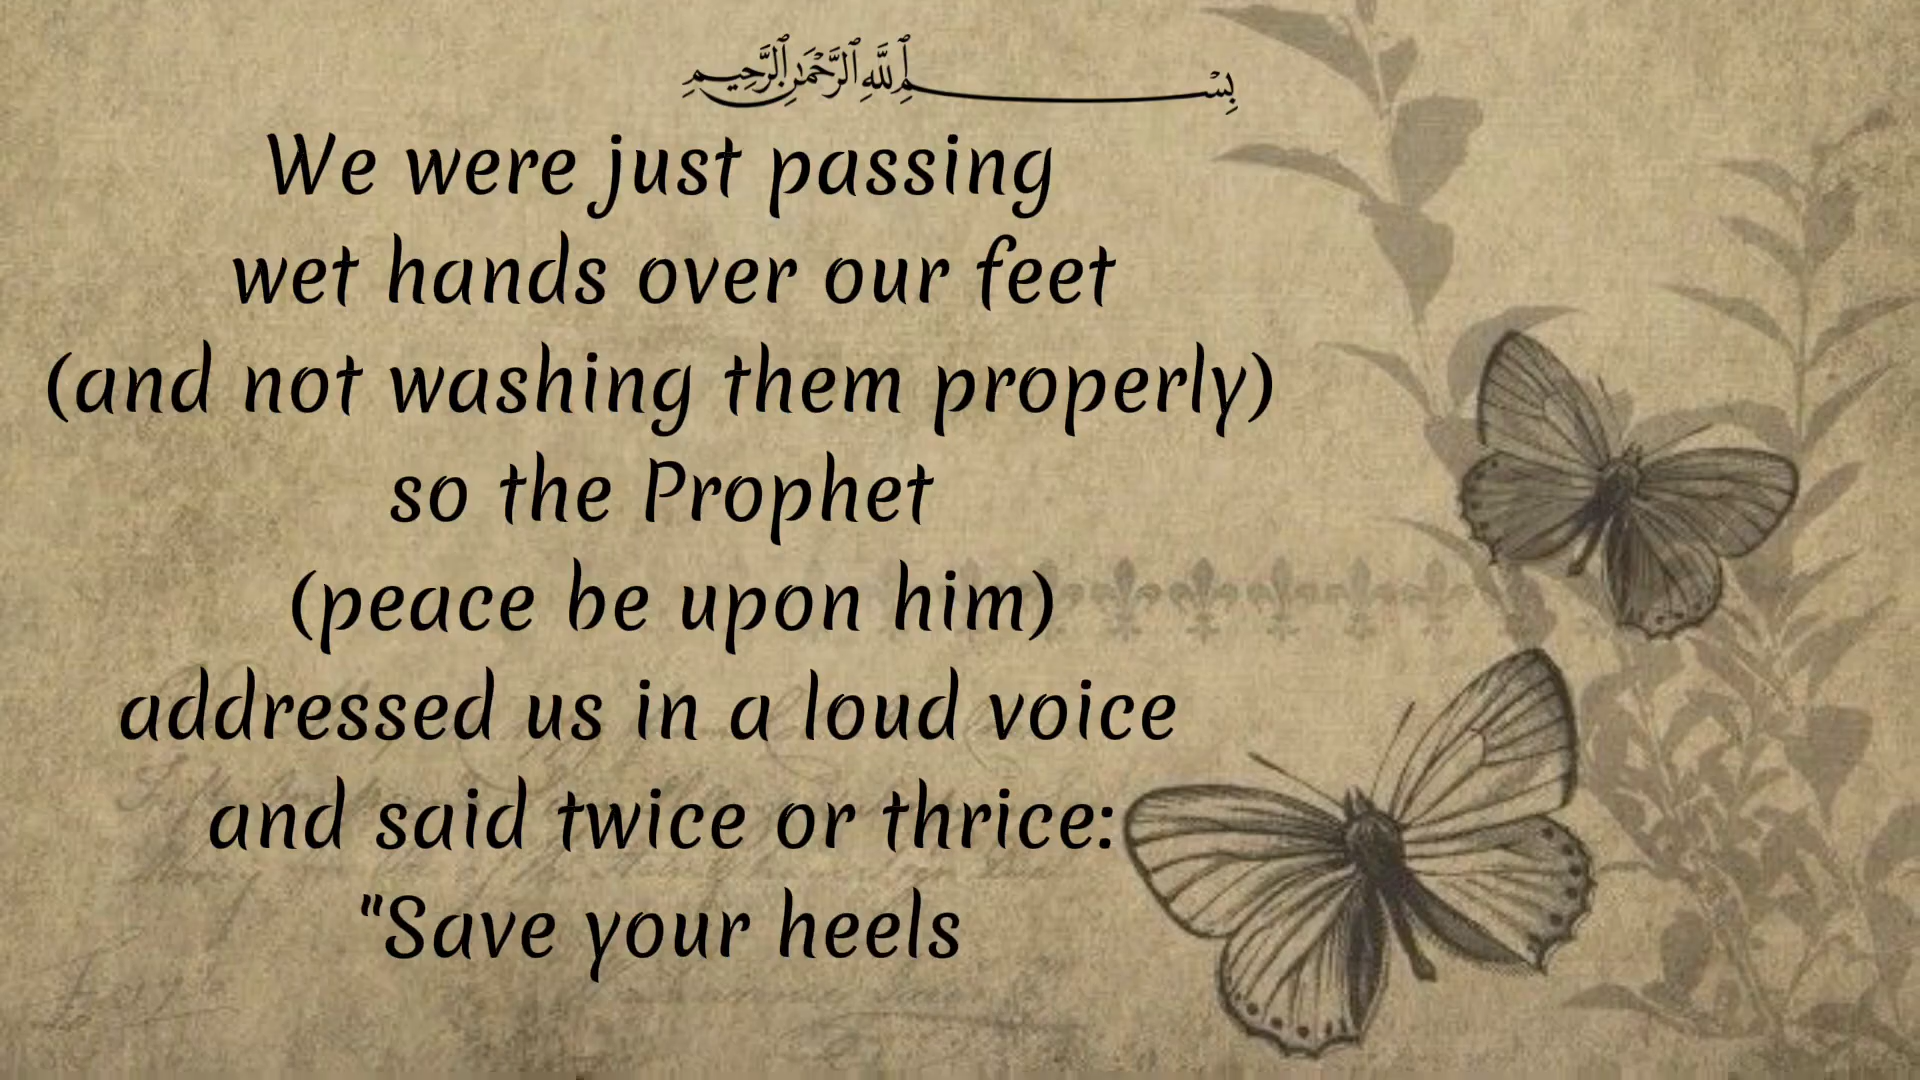 بِسْمِ ٱللَّهِ ٱلرَّحْمَٰنِ ٱلرَّحِيمِ
We were just passing
wet hands over our feet
(and not washing them properly)
so the Prophet
(peace be upon him)
addressed us in a loud voice
and said twice or thrice:
"Save your heels